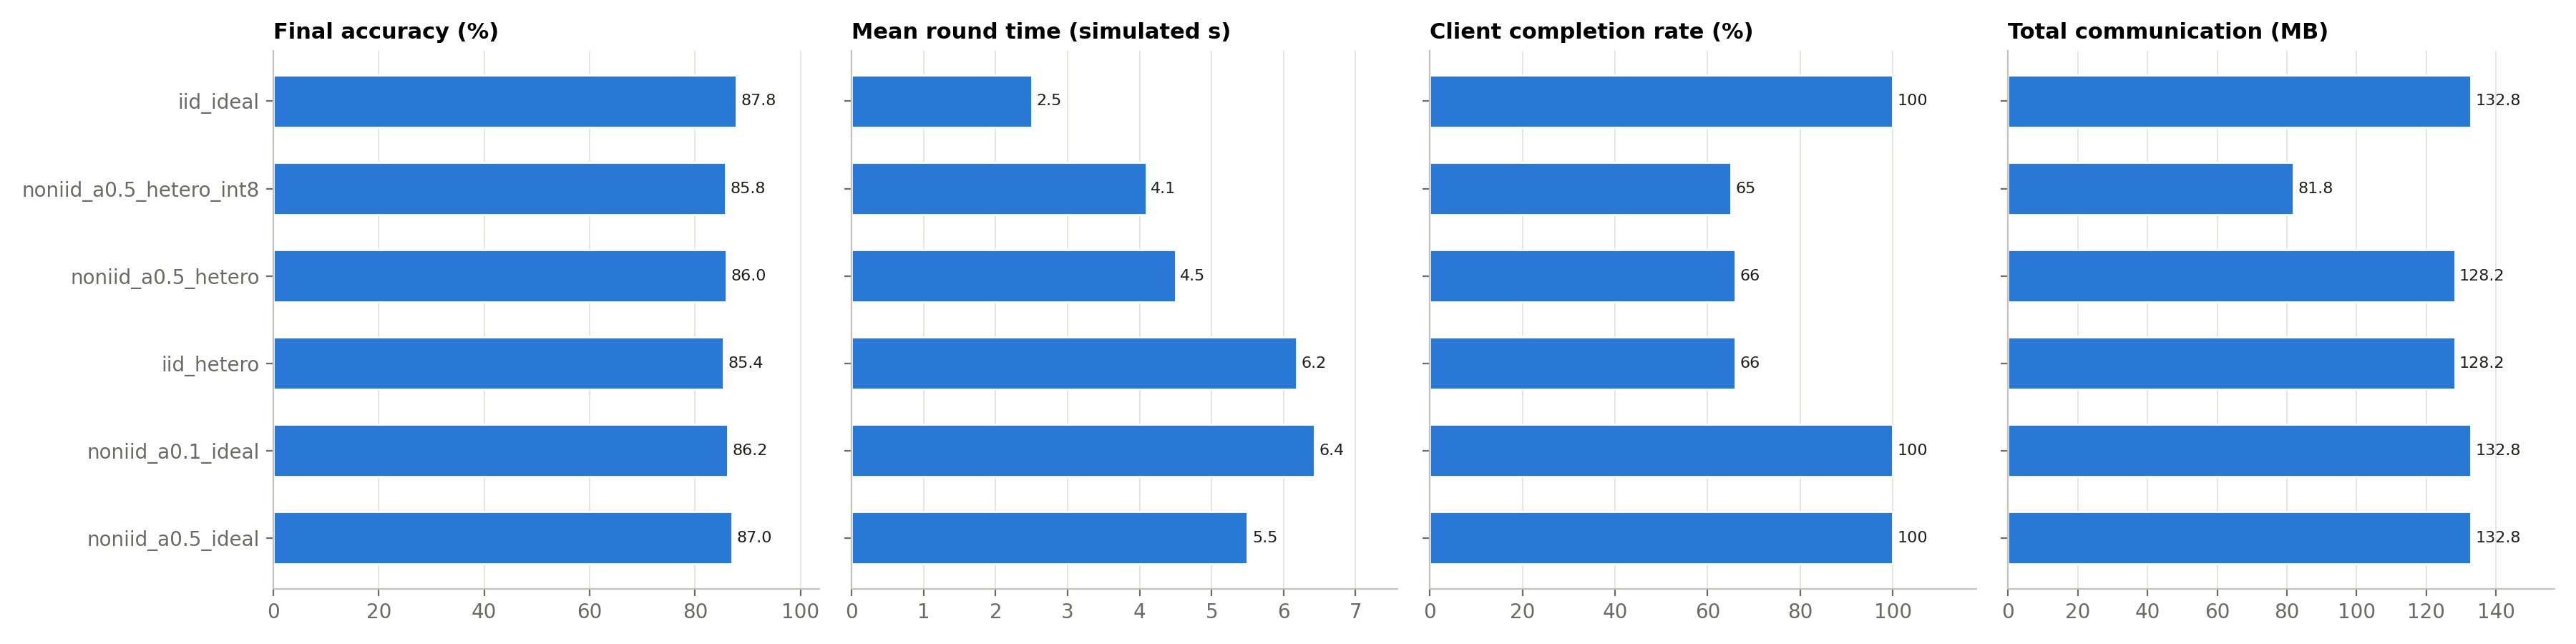 Final accuracy (%)
Mean round time (simulated s)
Client completion rate (%)
Total communication (MB)
iid_ideal 87.8 2.5 100 132.8
noniid_a0.5_hetero_int8 85.8 4.1 65 81.8
noniid_a0.5_hetero 86.0 4.5 66 128.2
iid_hetero 85.4 6.2 66 128.2
noniid_a0.1_ideal 86.2 6.4 100 132.8
noniid_a0.5_ideal 87.0 5.5 100 132.8
0 20 40 60 80 100
0 1 2 3 4 5 6 7
0 20 40 60 80 100
0 20 40 60 80 100 120 140